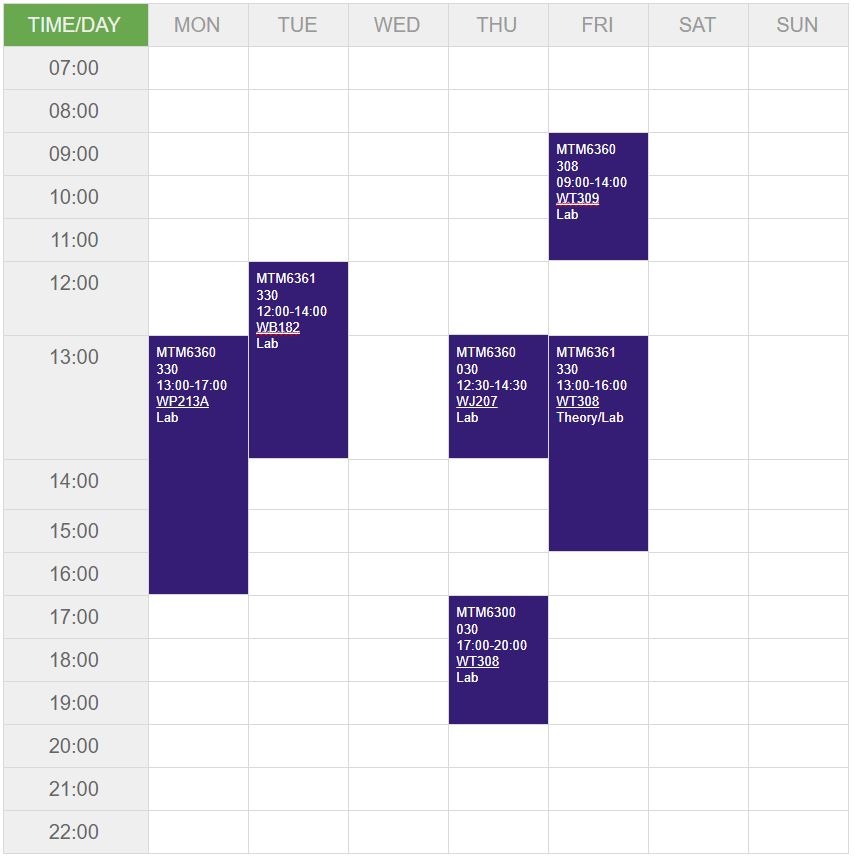 TIME/DAY MON TUE WED THU FRI SAT SUN
07:00
08:00
09:00
MTM6360
308
09:00-14:00
WT309
Lab
10:00
11:00
12:00
MTM6361
330
12:00-14:00
WB182
Lab
13:00
MTM6360
330
13:00-17:00
WP213A
Lab
MTM6360
030
12:30-14:30
WJ207
Lab
MTM6361
330
13:00-16:00
WT308
Theory/Lab
14:00
15:00
16:00
17:00
MTM6300
030
17:00-20:00
WT308
Lab
18:00
19:00
20:00
21:00
22:00